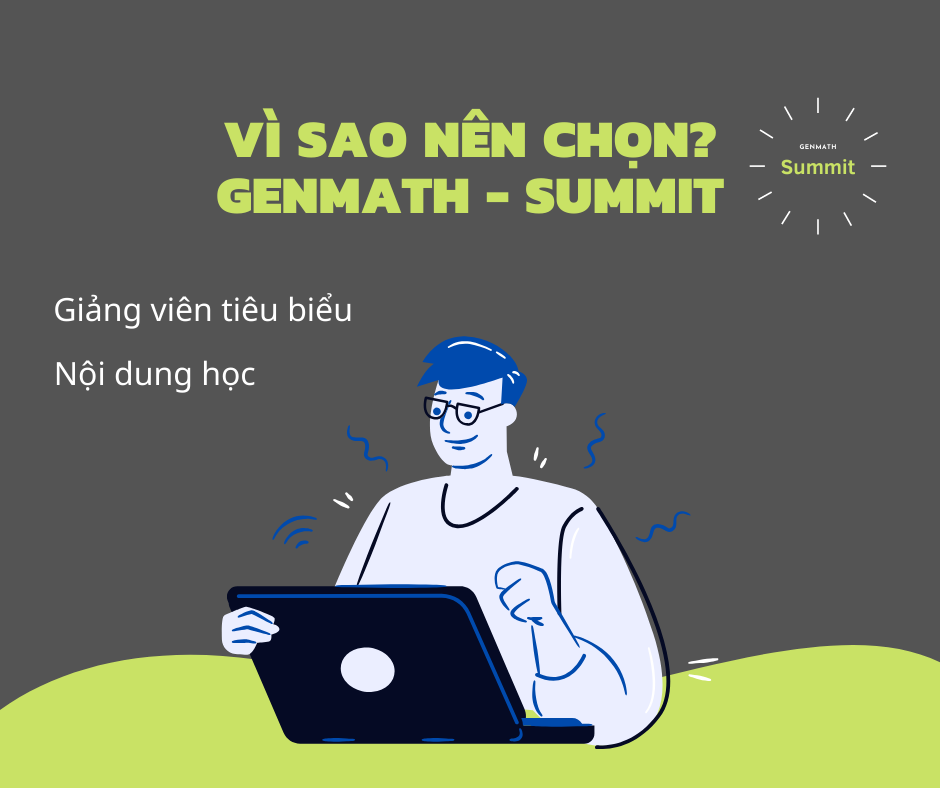 VÌ SAO NÊN CHỌN?
GENMATH - SUMMIT
GENMATH
Summit
Giảng viên tiêu biểu
Nội dung học